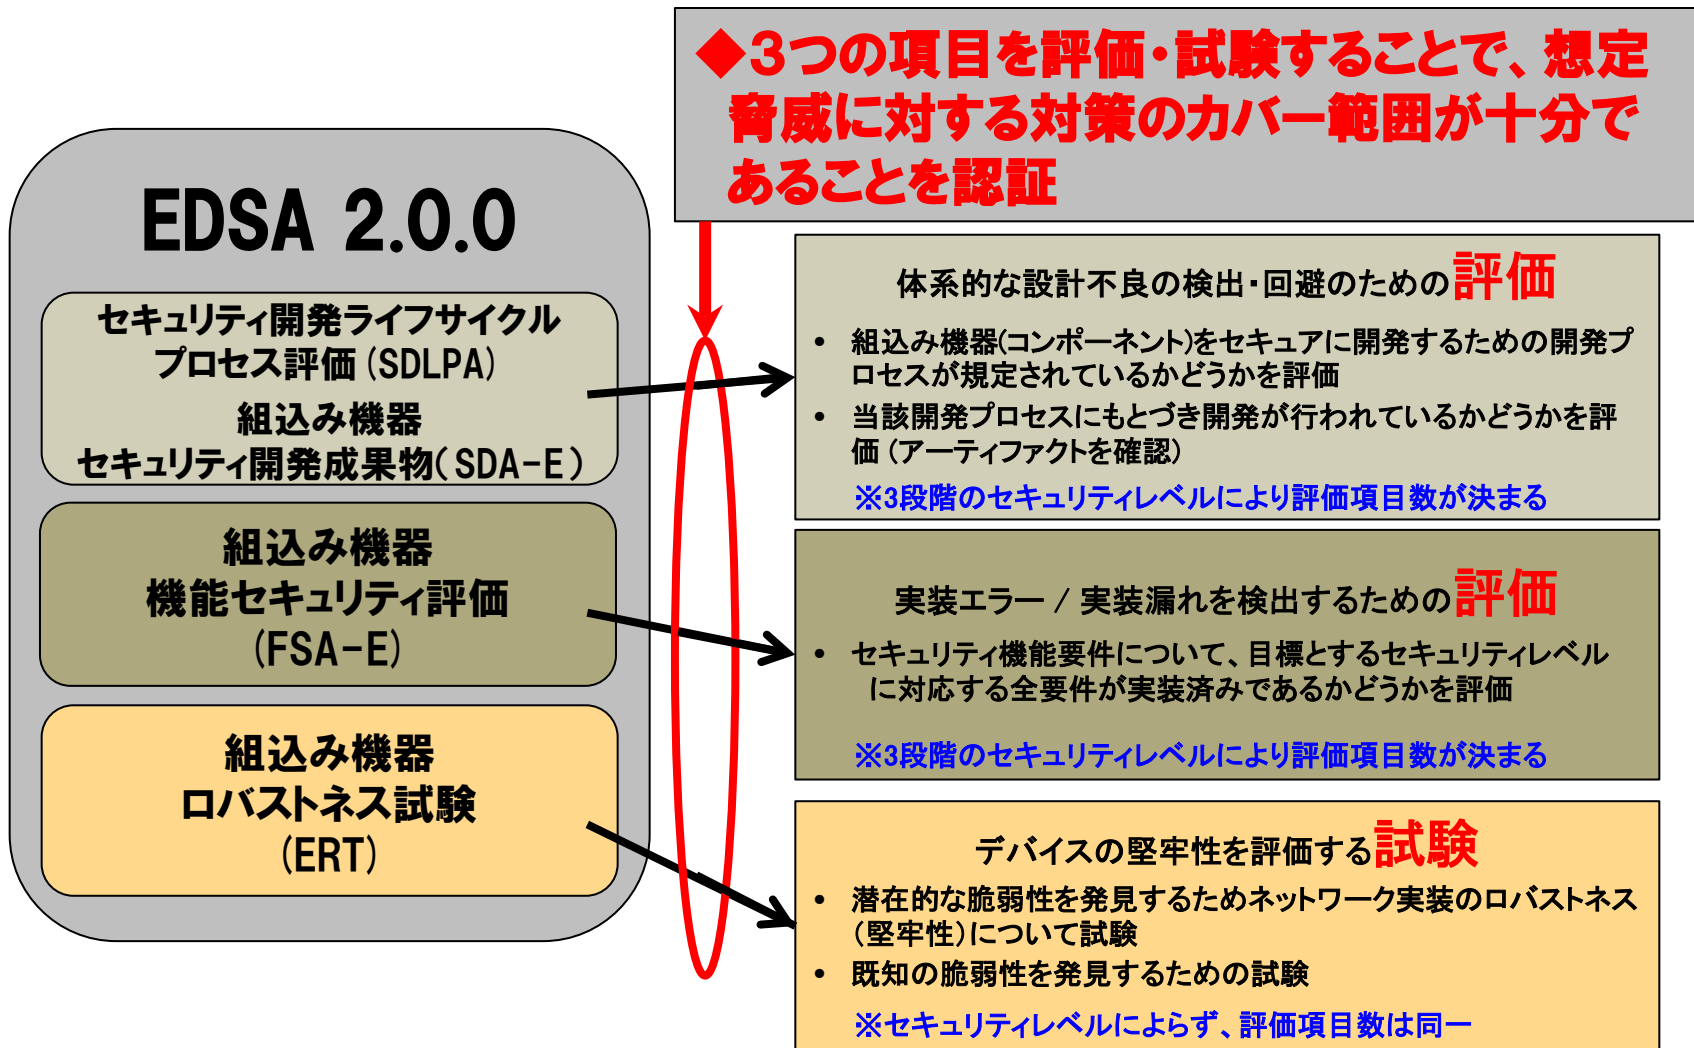 ◆3つの項目を評価・試験することで、想定
脅威に対する対策のカバー範囲が十分で
あることを認証
EDSA 2.0.0
セキュリティ開発ライフサイクル
プロセス評価(SDLPA)
組込み機器
セキュリティ開発成果物(SDA-E)
組込み機器
機能セキュリティ評価
(FSA-E)
組込み機器
ロバストネス試験
(ERT)
体系的な設計不良の検出・回避のための評価
• 組込み機器(コンポーネント)をセキュアに開発するための開発プ
ロセスが規定されているかどうかを評価
• 当該開発プロセスにもとづき開発が行われているかどうかを評
価(アーティファクトを確認)
※3段階のセキュリティレベルにより評価項目数が決まる
実装エラー / 実装漏れを検出するための評価
• セキュリティ機能要件について、目標とするセキュリティレベル
に対応する全要件が実装済みであるかどうかを評価
※3段階のセキュリティレベルにより評価項目数が決まる
デバイスの堅牢性を評価する試験
• 潜在的な脆弱性を発見するためネットワーク実装のロバストネス
(堅牢性)について試験
• 既知の脆弱性を発見するための試験
※セキュリティレベルによらず、評価項目数は同一